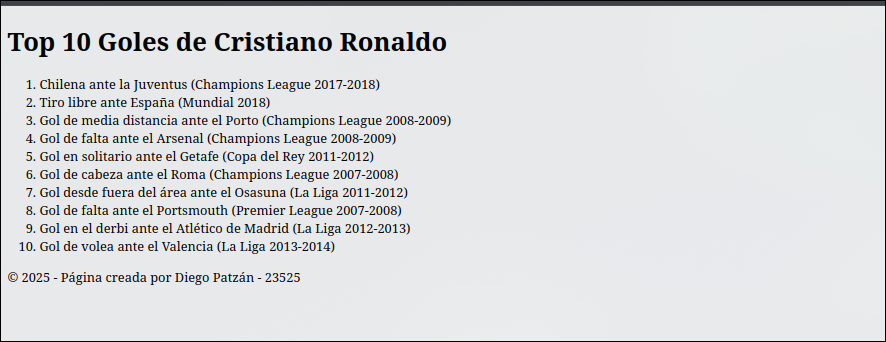 Top 10 Goles de Cristiano Ronaldo
1. Chilena ante la Juventus (Champions League 2017-2018)
2. Tiro libre ante España (Mundial 2018)
3. Gol de media distancia ante el Porto (Champions League 2008-2009)
4. Gol de falta ante el Arsenal (Champions League 2008-2009)
5. Gol en solitario ante el Getafe (Copa del Rey 2011-2012)
6. Gol de cabeza ante el Roma (Champions League 2007-2008)
7. Gol desde fuera del área ante el Osasuna (La Liga 2011-2012)
8. Gol de falta ante el Portsmouth (Premier League 2007-2008)
9. Gol en el derbi ante el Atlético de Madrid (La Liga 2012-2013)
10. Gol de volea ante el Valencia (La Liga 2013-2014)
© 2025 - Página creada por Diego Patzán - 23525